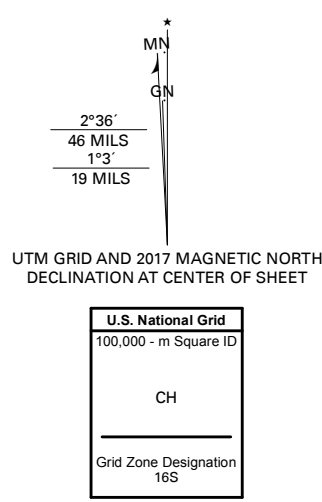 ★
MN
GN
2°36´
46 MILS
1°3´
19 MILS
UTM GRID AND 2017 MAGNETIC NORTH
DECLINATION AT CENTER OF SHEET
U.S. National Grid
100,000 - m Square ID
CH
Grid Zone Designation
16S